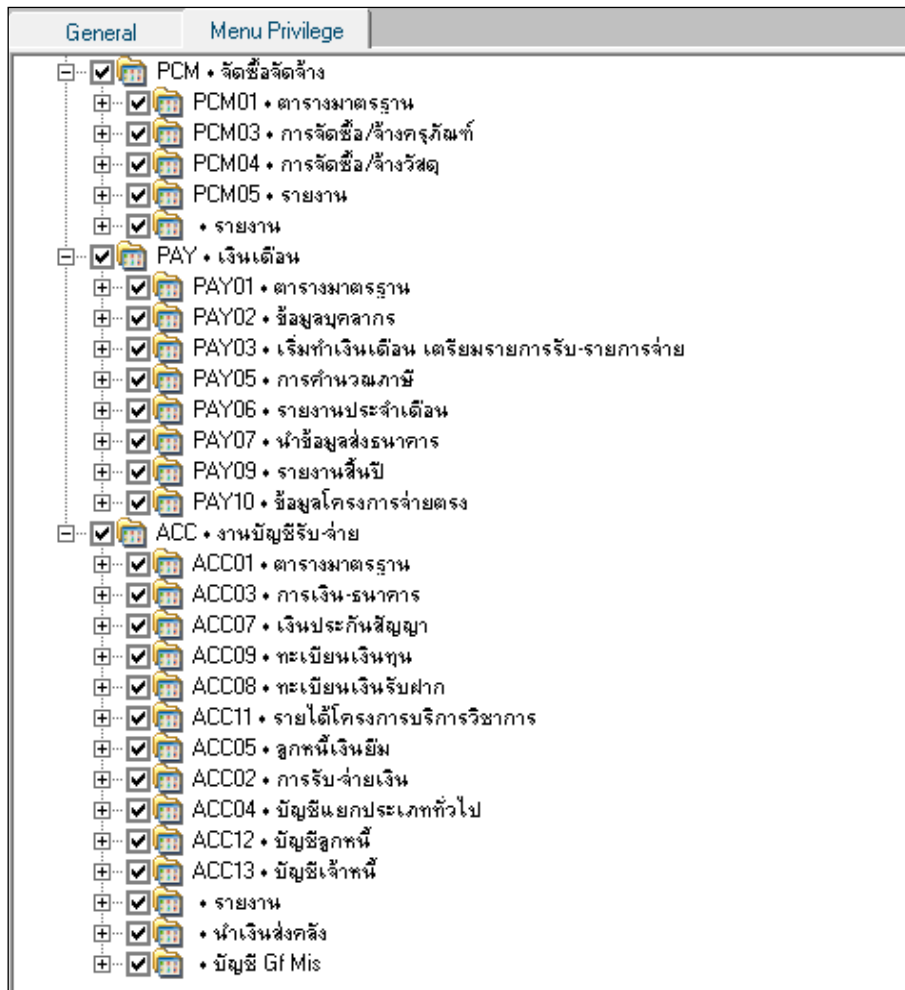 General Menu Privilege
PCM • จัดซื้อจัดจ้าง
PCM01 • ตารางมาตรฐาน
PCM03 • การจัดซื้อ/จ้างครุภัณฑ์
PCM04 • การจัดซื้อ/จ้างวัสดุ
PCM05 • รายงาน
• รายงาน
PAY • เงินเดือน
PAY01 • ตารางมาตรฐาน
PAY02 • ข้อมูลบุคลากร
PAY03 • เริ่มทำเงินเดือน เตรียมรายการรับ-รายการจ่าย
PAY05 • การคำนวณภาษี
PAY06 • รายงานประจำเดือน
PAY07 • นำข้อมูลส่งธนาคาร
PAY09 • รายงานสิ้นปี
PAY10 • ข้อมูลโครงการจ่ายตรง
ACC • งานบัญชีรับ-จ่าย
ACC01 • ตารางมาตรฐาน
ACC03 • การเงิน-ธนาคาร
ACC07 • เงินประกันสัญญา
ACC09 • ทะเบียนเงินทุน
ACC08 • ทะเบียนเงินรับฝาก
ACC11 • รายได้โครงการบริการวิชาการ
ACC05 • ลูกหนี้เงินยืม
ACC02 • การรับ-จ่ายเงิน
ACC04 • บัญชีแยกประเภททั่วไป
ACC12 • บัญชีลูกหนี้
ACC13 • บัญชีเจ้าหนี้
• รายงาน
• นำเงินส่งคลัง
• บัญชี Gf Mis